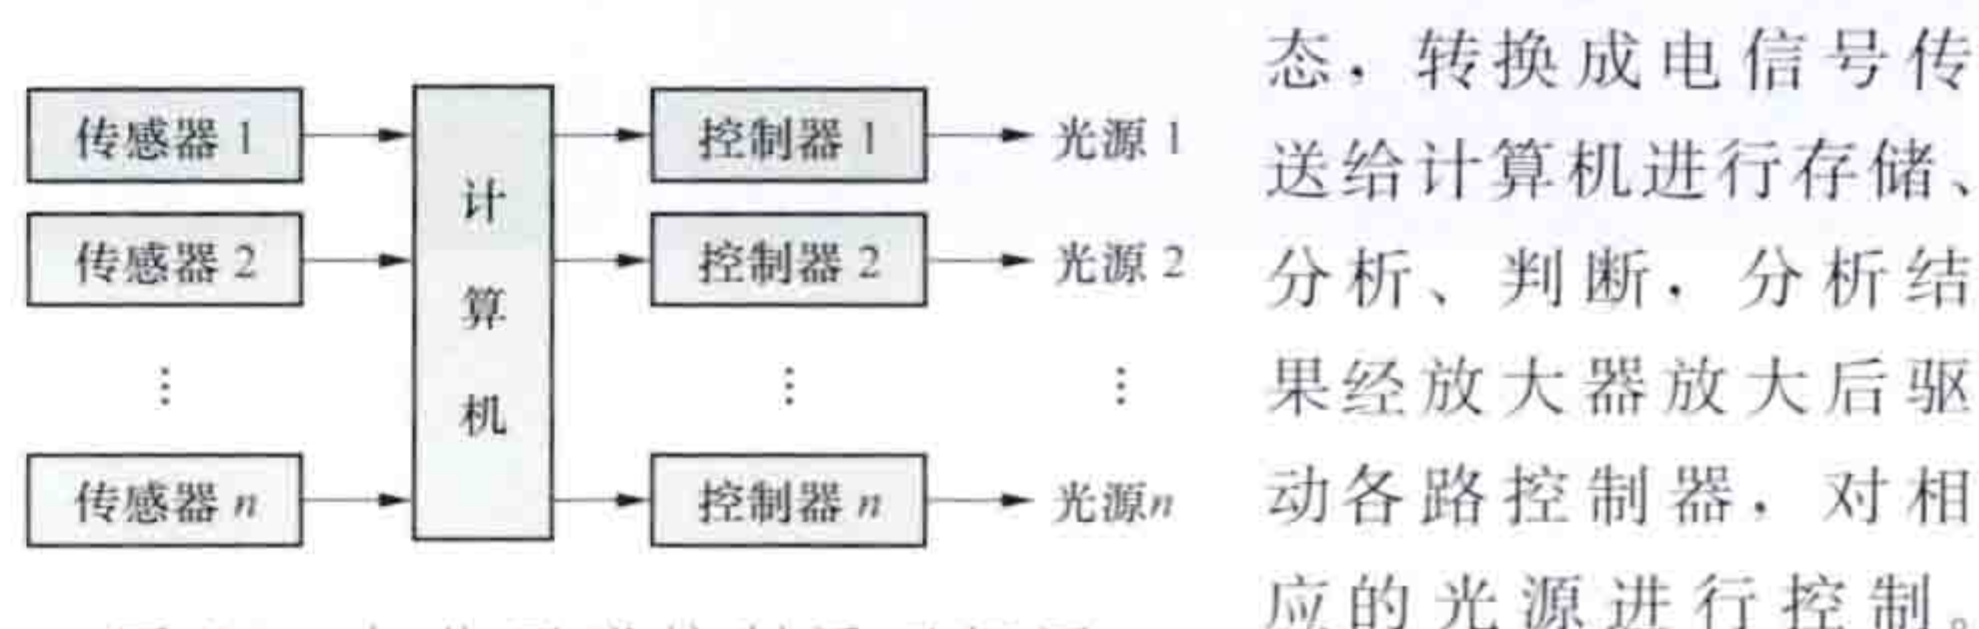 传感器 1
计算机
控制器 1
光源 1
传感器 2
控制器 2
光源 2
⋮
⋮
⋮
传感器 n
控制器 n
光源n
态，转换成电信号传
送给计算机进行存储、
分析、判断，分析结
果经放大器放大后驱
动各路控制器，对相
应的光源进行控制。